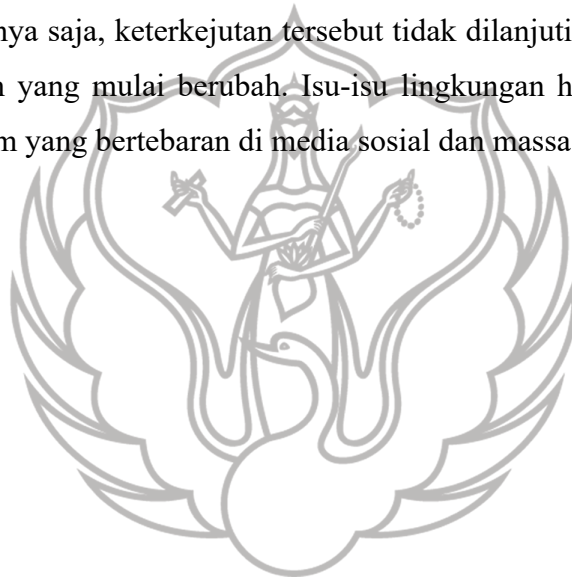 nya saja, keterkejutan tersebut tidak dilanjuti
yang mulai berubah. Isu-isu lingkungan h
m yang bertebaran di media sosial dan massa